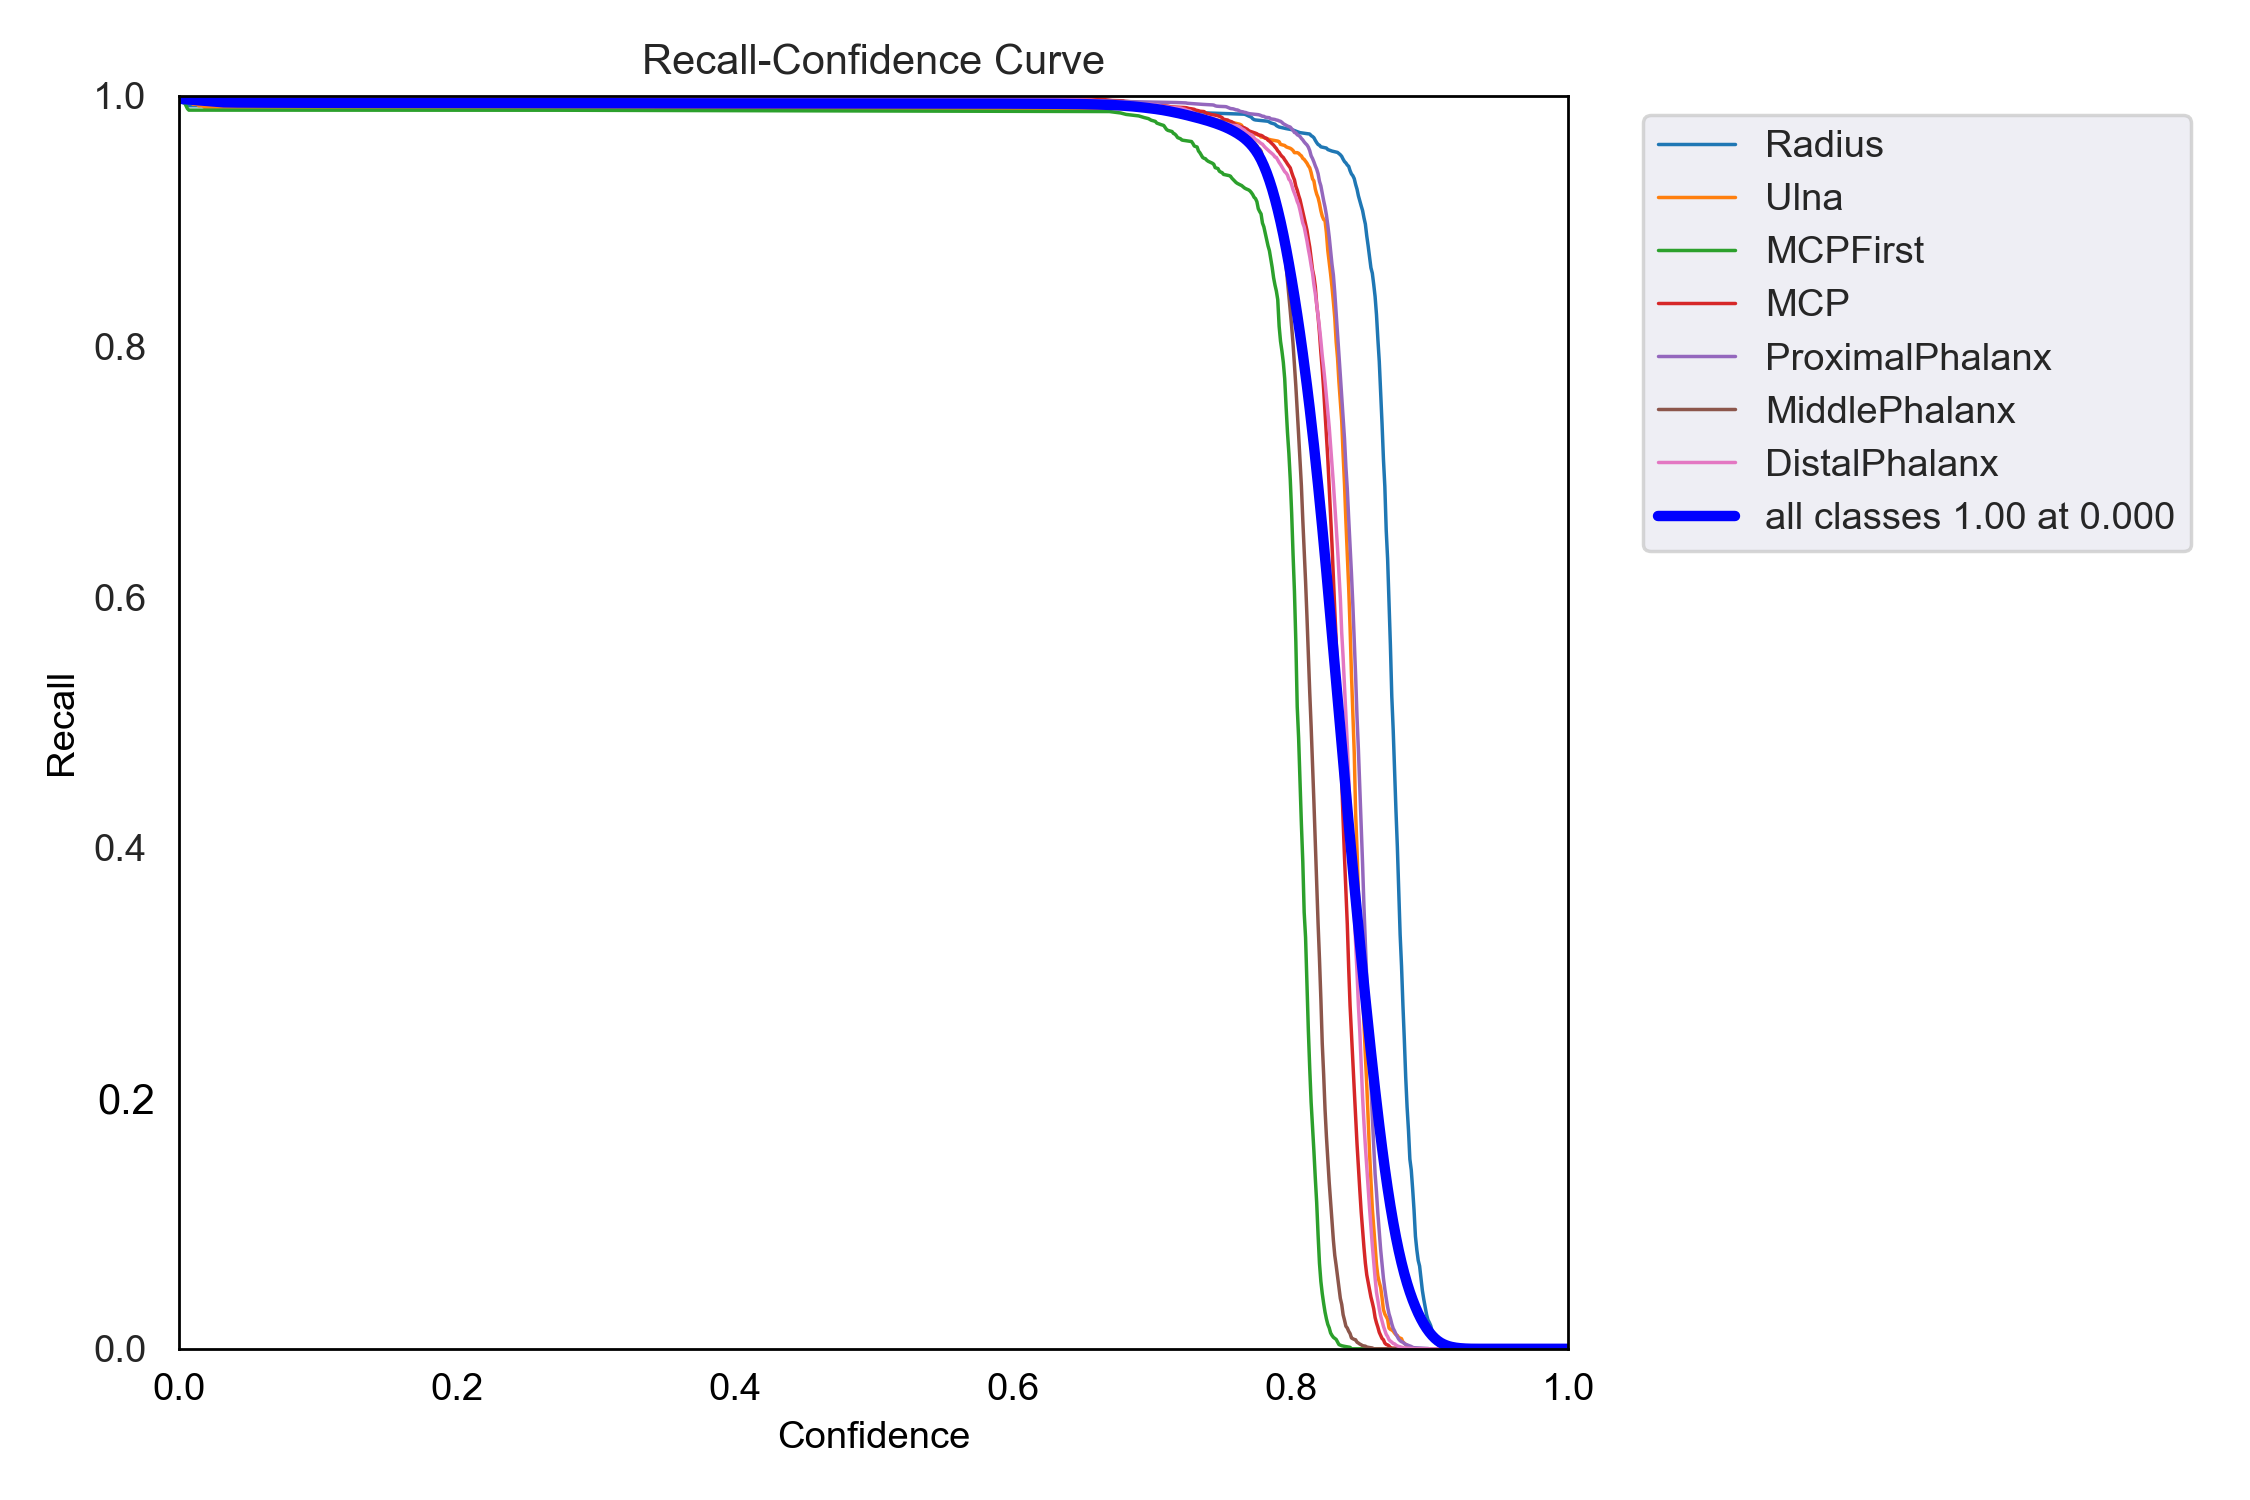 Recall-Confidence Curve
1.0
0.8
0.6
0.4
0.2
0.0
Recall
0.0 0.2 0.4 0.6 0.8 1.0
Confidence
Radius
Ulna
MCPFirst
MCP
ProximalPhalanx
MiddlePhalanx
DistalPhalanx
all classes 1.00 at 0.000